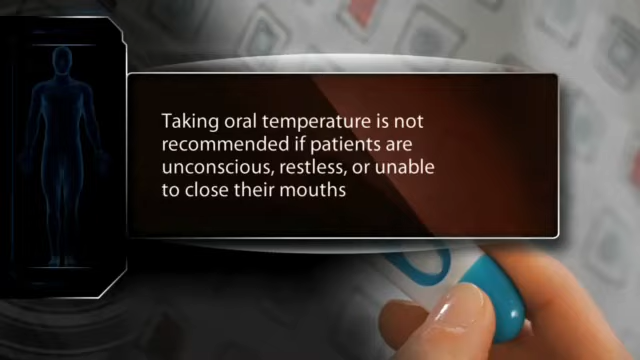 Taking oral temperature is not
recommended if patients are
unconscious, restless, or unable
to close their mouths